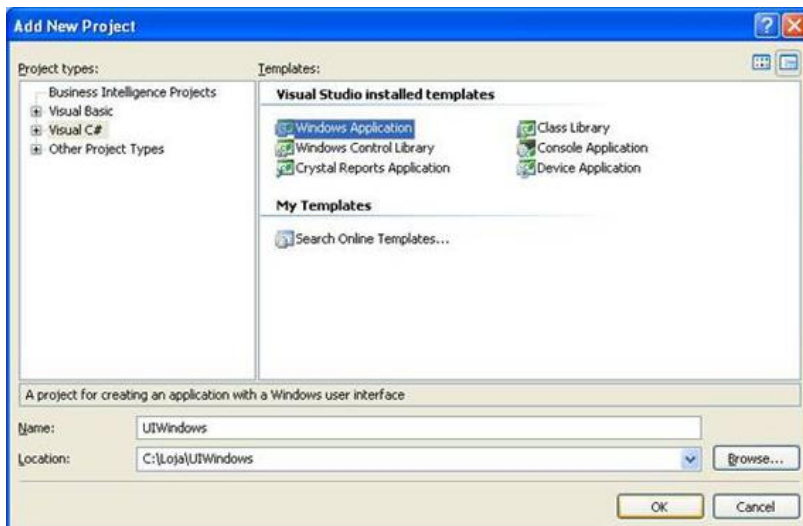 Add New Project
Project types:
Templates:
Business Intelligence Projects
Visual Basic
Visual C#
Other Project Types
Visual Studio installed templates
Windows Application
Class Library
Windows Control Library
Console Application
Crystal Reports Application
Device Application
My Templates
Search Online Templates...
A project for creating an application with a Windows user interface
Name:
UIWindows
Location:
C:\Loja\UIWindows
Browse...
OK
Cancel